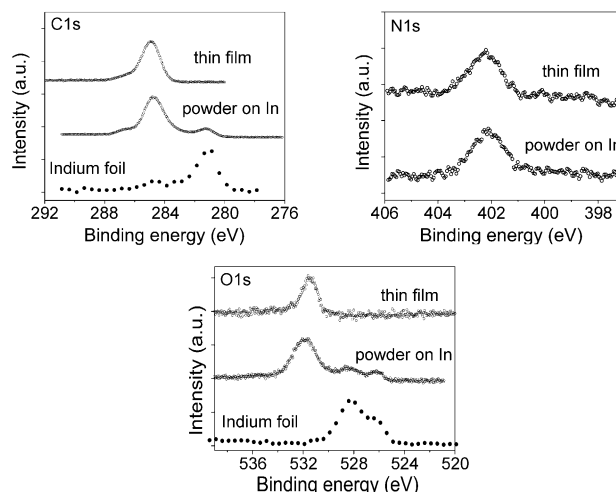 C1s
thin film
powder on In
Indium foil
Intensity (a.u.)
292 288 284 280 276
Binding energy (eV)
N1s
thin film
powder on In
Intensity (a.u.)
406 404 402 400 398
Binding energy (eV)
O1s
thin film
powder on In
Indium foil
Intensity (a.u.)
536 532 528 524 520
Binding energy (eV)